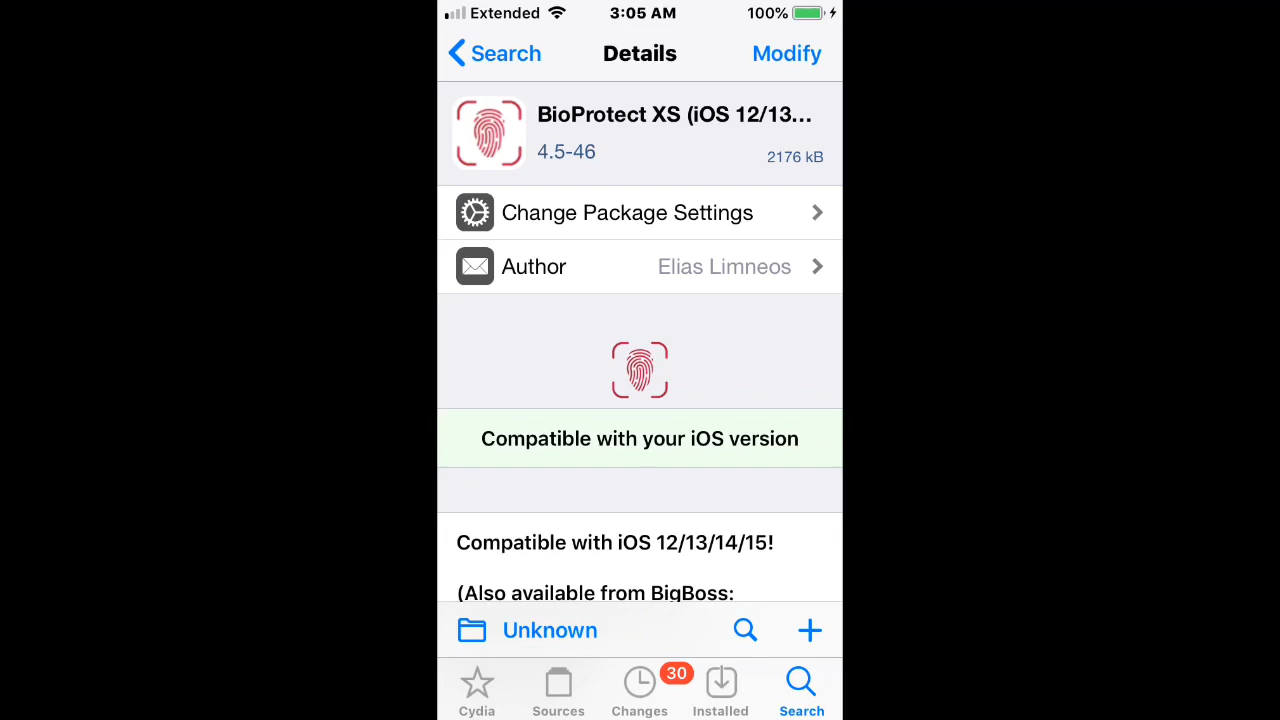 Extended 3:05 AM 100%
Search Details Modify
BioProtect XS (iOS 12/13...
4.5-46 2176 kB
Change Package Settings
Author Elias Limneos
Compatible with your iOS version
Compatible with iOS 12/13/14/15!
(Also available from BigBoss:
Unknown
30
Cydia Sources Changes Installed Search